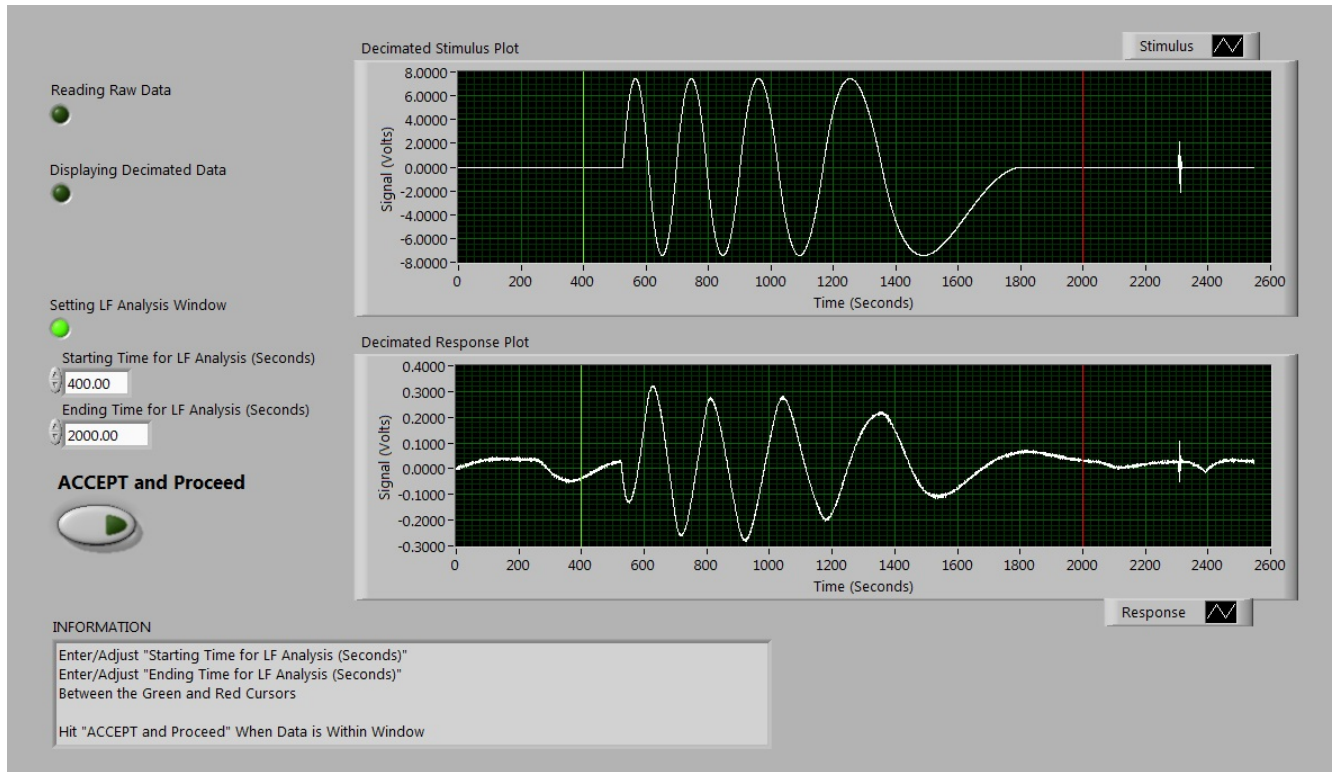 Decimated Stimulus Plot
Stimulus
Reading Raw Data
Displaying Decimated Data
Setting LF Analysis Window
Starting Time for LF Analysis (Seconds)
400.00
Ending Time for LF Analysis (Seconds)
2000.00
ACCEPT and Proceed
8.0000
6.0000
4.0000
2.0000
0.0000
-2.0000
-4.0000
-6.0000
-8.0000
Signal (Volts)
0 200 400 600 800 1000 1200 1400 1600 1800 2000 2200 2400 2600
Time (Seconds)
Decimated Response Plot
0.4000
0.3000
0.2000
0.1000
0.0000
-0.1000
-0.2000
-0.3000
Signal (Volts)
0 200 400 600 800 1000 1200 1400 1600 1800 2000 2200 2400 2600
Time (Seconds)
Response
INFORMATION
Enter/Adjust "Starting Time for LF Analysis (Seconds)"
Enter/Adjust "Ending Time for LF Analysis (Seconds)"
Between the Green and Red Cursors
Hit "ACCEPT and Proceed" When Data is Within Window